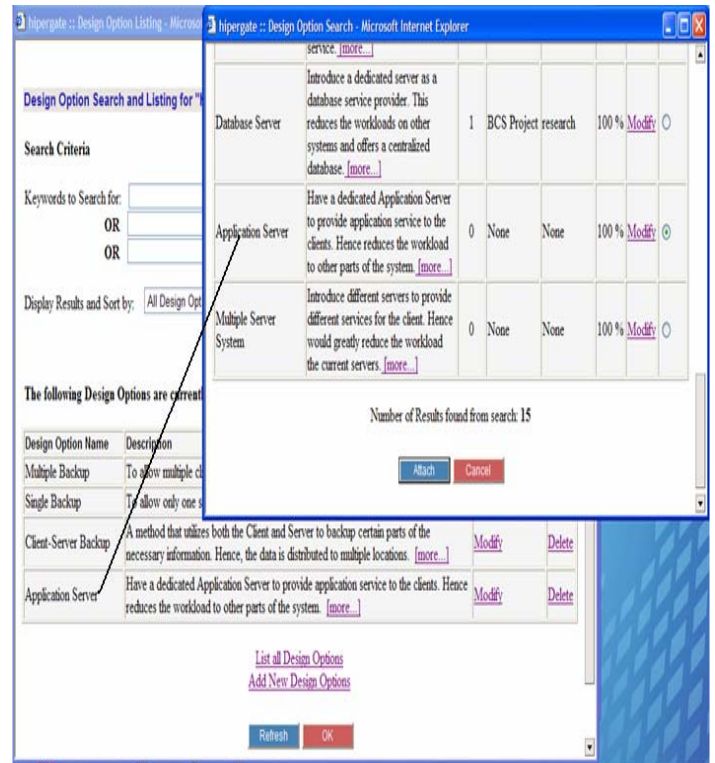 hipergate :: Design Option Listing - Microsof
Design Option Search and Listing for "h
Search Criteria
Keywords to Search for:
OR
OR
Display Results and Sort by: All Design Opt
The following Design Options are current
Design Option Name Description
Multiple Backup To allow multiple cl
Single Backup To allow only one s
Client-Server Backup A method that utilizes both the Client and Server to backup certain parts of the
necessary information. Hence, the data is distributed to multiple locations. [more...] Modify Delete
Application Server Have a dedicated Application Server to provide application service to the clients. Hence
reduces the workload to other parts of the system. [more...] Modify Delete
List all Design Options
Add New Design Options
Refresh OK
hipergate :: Design Option Search - Microsoft Internet Explorer
service. [more...]
Introduce a dedicated server as a
database service provider. This
Database Server reduces the workloads on other 1 BCS Project research 100 % Modify
systems and offers a centralized
database. [more...]
Have a dedicated Application Server
to provide application service to the
Application Server clients. Hence reduces the workload 0 None None 100 % Modify
to other parts of the system. [more...]
Introduce different servers to provide
Multiple Server different services for the client. Hence
System would greatly reduce the workload 0 None None 100 % Modify
the current servers. [more...]
Number of Results found from search: 15
Attach Cancel